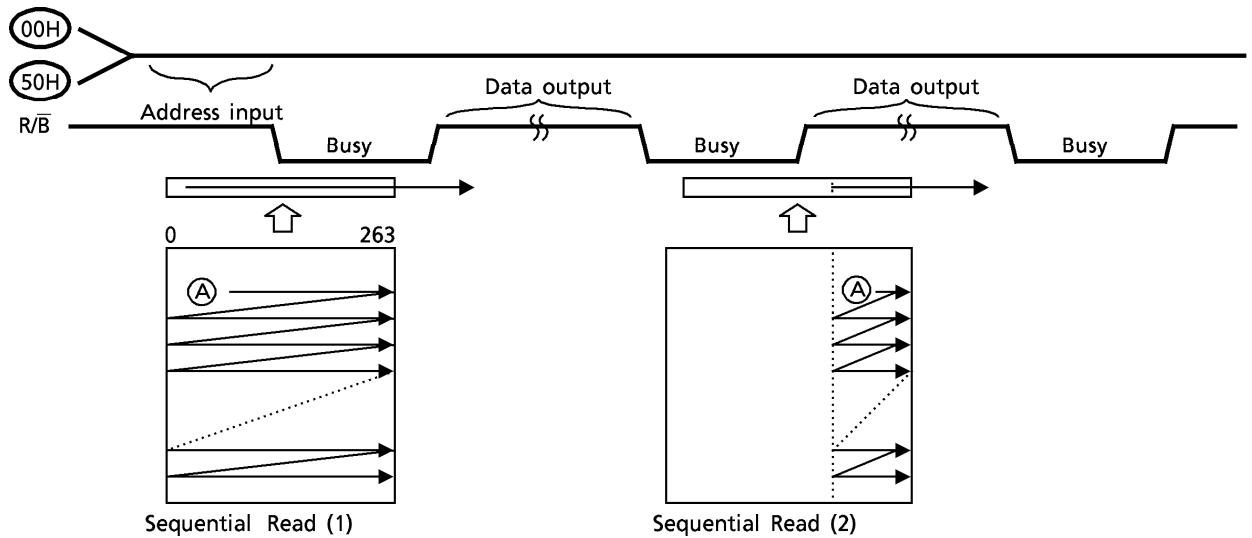 00H
50H
Address input
Data output
Data output
R/B̅
Busy
Busy
Busy
0 263
A
A
Sequential Read (1)
Sequential Read (2)